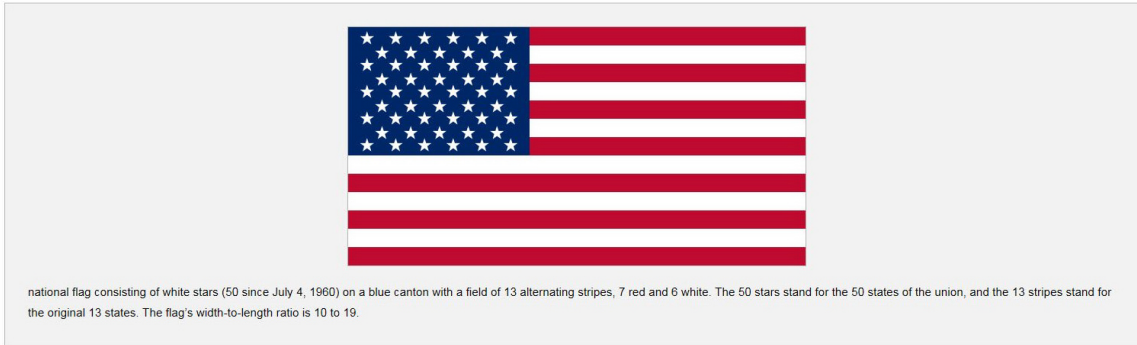 national flag consisting of white stars (50 since July 4, 1960) on a blue canton with a field of 13 alternating stripes, 7 red and 6 white. The 50 stars stand for the 50 states of the union, and the 13 stripes stand for
the original 13 states. The flag’s width-to-length ratio is 10 to 19.